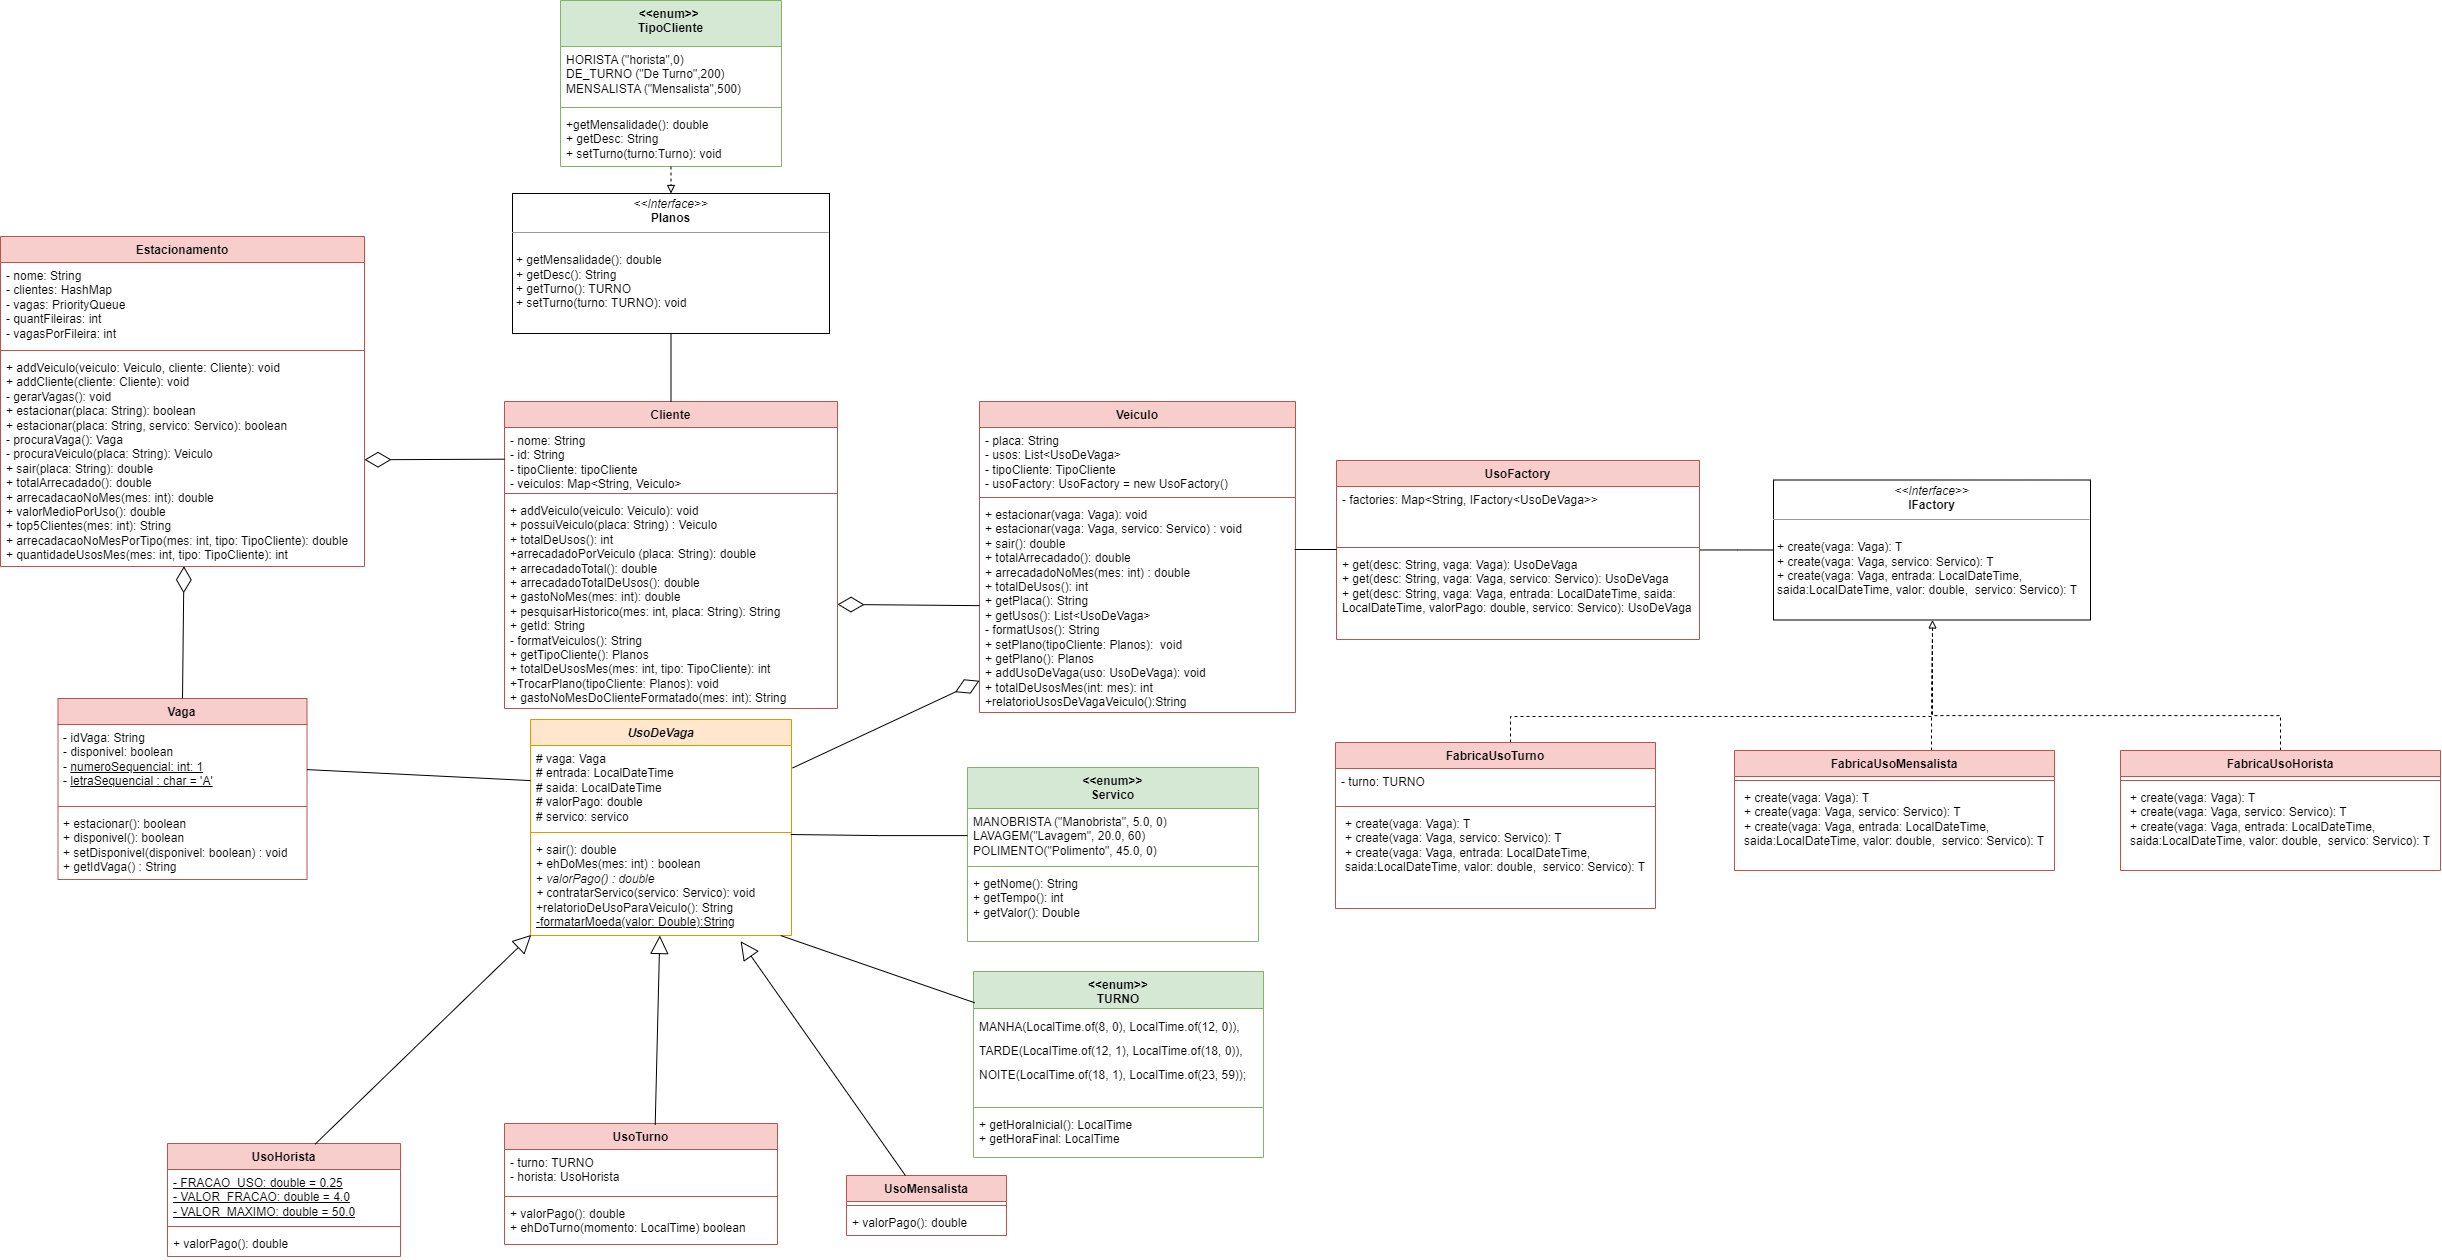 <<enum>>
TipoCliente
HORISTA ("horista",0)
DE_TURNO ("De Turno",200)
MENSALISTA ("Mensalista",500)
+getMensalidade(): double
+ getDesc: String
+ setTurno(turno:Turno): void
<<Interface>>
Planos
+ getMensalidade(): double
+ getDesc(): String
+ getTurno(): TURNO
+ setTurno(turno: TURNO): void
Estacionamento
- nome: String
- clientes: HashMap
- vagas: PriorityQueue
- quantFileiras: int
- vagasPorFileira: int
+ addVeiculo(veiculo: Veiculo, cliente: Cliente): void
+ addCliente(cliente: Cliente): void
- gerarVagas(): void
+ estacionar(placa: String): boolean
+ estacionar(placa: String, servico: Servico): boolean
- procuraVaga(): Vaga
- procuraVeiculo(placa: String): Veiculo
+ sair(placa: String): double
+ totalArrecadado(): double
+ arrecadacaoNoMes(mes: int): double
+ valorMedioPorUso(): double
+ top5Clientes(mes: int): String
+ arrecadacaoNoMesPorTipo(mes: int, tipo: TipoCliente): double
+ quantidadeUsosMes(mes: int, tipo: TipoCliente): int
Cliente
- nome: String
- id: String
- tipoCliente: tipoCliente
- veiculos: Map<String, Veiculo>
+ addVeiculo(veiculo: Veiculo): void
+ possuiVeiculo(placa: String) : Veiculo
+ totalDeUsos(): int
+arrecadadoPorVeiculo (placa: String): double
+ arrecadadoTotal(): double
+ arrecadadoTotalDeUsos(): double
+ gastoNoMes(mes: int): double
+ pesquisarHistorico(mes: int, placa: String): String
+ getId: String
- formatVeiculos(): String
+ getTipoCliente(): Planos
+ totalDeUsosMes(mes: int, tipo: TipoCliente): int
+TrocarPlano(tipoCliente: Planos): void
+ gastoNoMesDoClienteFormatado(mes: int): String
Veiculo
- placa: String
- usos: List<UsoDeVaga>
- tipoCliente: TipoCliente
- usoFactory: UsoFactory = new UsoFactory()
+ estacionar(vaga: Vaga): void
+ estacionar(vaga: Vaga, servico: Servico) : void
+ sair(): double
+ totalArrecadado(): double
+ arrecadadoNoMes(mes: int) : double
+ totalDeUsos(): int
+ getPlaca(): String
+ getUsos(): List<UsoDeVaga>
- formatUsos(): String
+ setPlano(tipoCliente: Planos):  void
+ getPlano(): Planos
+ addUsoDeVaga(uso: UsoDeVaga): void
+ totalDeUsosMes(int: mes): int
+relatorioUsosDeVagaVeiculo():String
UsoFactory
- factories: Map<String, IFactory<UsoDeVaga>>
+ get(desc: String, vaga: Vaga): UsoDeVaga
+ get(desc: String, vaga: Vaga, servico: Servico): UsoDeVaga
+ get(desc: String, vaga: Vaga, entrada: LocalDateTime, saida:
LocalDateTime, valorPago: double, servico: Servico): UsoDeVaga
<<Interface>>
IFactory
+ create(vaga: Vaga): T
+ create(vaga: Vaga, servico: Servico): T
+ create(vaga: Vaga, entrada: LocalDateTime,
saida:LocalDateTime, valor: double,  servico: Servico): T
Vaga
- idVaga: String
- disponivel: boolean
- numeroSequencial: int: 1
- letraSequencial : char = 'A'
+ estacionar(): boolean
+ disponivel(): boolean
+ setDisponivel(disponivel: boolean) : void
+ getIdVaga() : String
UsoDeVaga
# vaga: Vaga
# entrada: LocalDateTime
# saida: LocalDateTime
# valorPago: double
# servico: servico
+ sair(): double
+ ehDoMes(mes: int) : boolean
+ valorPago() : double
+ contratarServico(servico: Servico): void
+relatorioDeUsoParaVeiculo(): String
-formatarMoeda(valor: Double):String
<<enum>>
Servico
MANOBRISTA ("Manobrista", 5.0, 0)
LAVAGEM("Lavagem", 20.0, 60)
POLIMENTO("Polimento", 45.0, 0)
+ getNome(): String
+ getTempo(): int
+ getValor(): Double
FabricaUsoTurno
- turno: TURNO
+ create(vaga: Vaga): T
+ create(vaga: Vaga, servico: Servico): T
+ create(vaga: Vaga, entrada: LocalDateTime,
saida:LocalDateTime, valor: double,  servico: Servico): T
FabricaUsoMensalista
+ create(vaga: Vaga): T
+ create(vaga: Vaga, servico: Servico): T
+ create(vaga: Vaga, entrada: LocalDateTime,
saida:LocalDateTime, valor: double,  servico: Servico): T
FabricaUsoHorista
+ create(vaga: Vaga): T
+ create(vaga: Vaga, servico: Servico): T
+ create(vaga: Vaga, entrada: LocalDateTime,
saida:LocalDateTime, valor: double,  servico: Servico): T
<<enum>>
TURNO
MANHA(LocalTime.of(8, 0), LocalTime.of(12, 0)),
TARDE(LocalTime.of(12, 1), LocalTime.of(18, 0)),
NOITE(LocalTime.of(18, 1), LocalTime.of(23, 59));
+ getHoraInicial(): LocalTime
+ getHoraFinal: LocalTime
UsoHorista
- FRACAO_USO: double = 0.25
- VALOR_FRACAO: double = 4.0
- VALOR_MAXIMO: double = 50.0
+ valorPago(): double
UsoTurno
- turno: TURNO
- horista: UsoHorista
+ valorPago(): double
+ ehDoTurno(momento: LocalTime) boolean
UsoMensalista
+ valorPago(): double